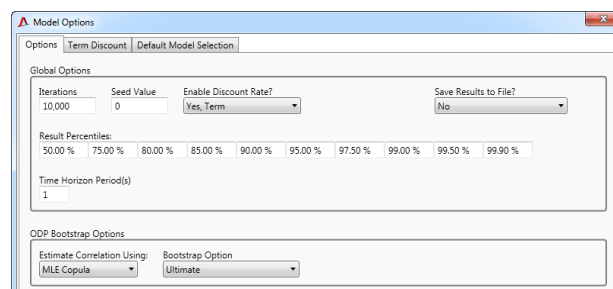 Model Options
Options Term Discount Default Model Selection
Global Options
Iterations Seed Value Enable Discount Rate? Save Results to File?
10,000 0 Yes, Term No
Result Percentiles:
50.00 % 75.00 % 80.00 % 85.00 % 90.00 % 95.00 % 97.50 % 99.00 % 99.50 % 99.90 %
Time Horizon Period(s)
1
ODP Bootstrap Options
Estimate Correlation Using: Bootstrap Option
MLE Copula Ultimate